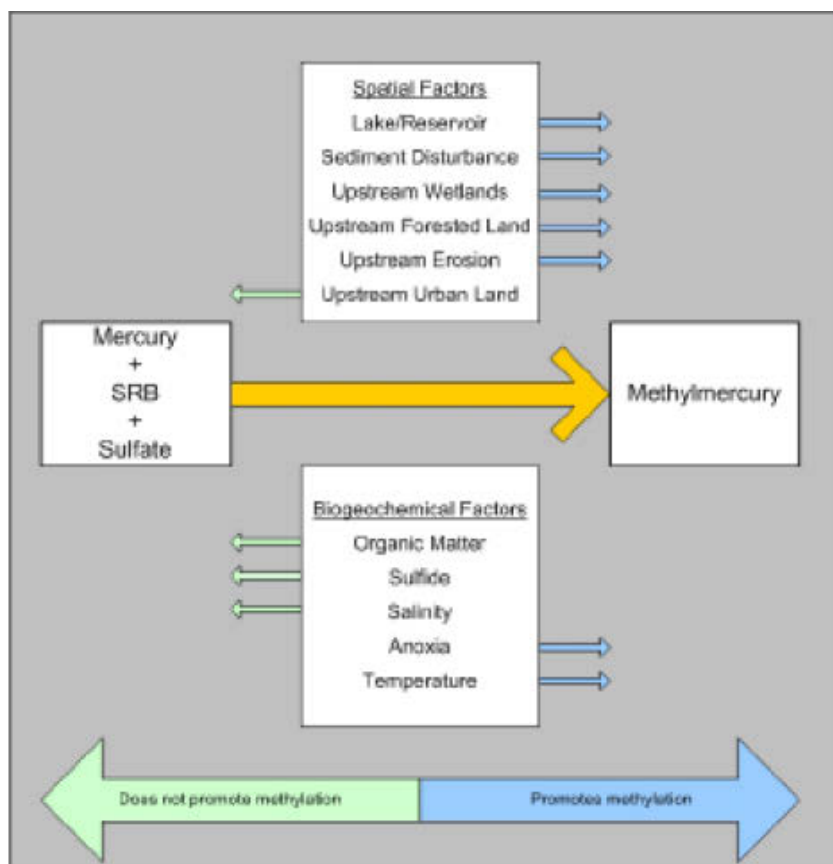 Spatial Factors
Lake/Reservoir
Sediment Disturbance
Upstream Wetlands
Upstream Forested Land
Upstream Erosion
Upstream Urban Land
Mercury
+
SRB
+
Sulfate
Methylmercury
Biogeochemical Factors
Organic Matter
Sulfide
Salinity
Anoxia
Temperature
Does not promote methylation
Promotes methylation